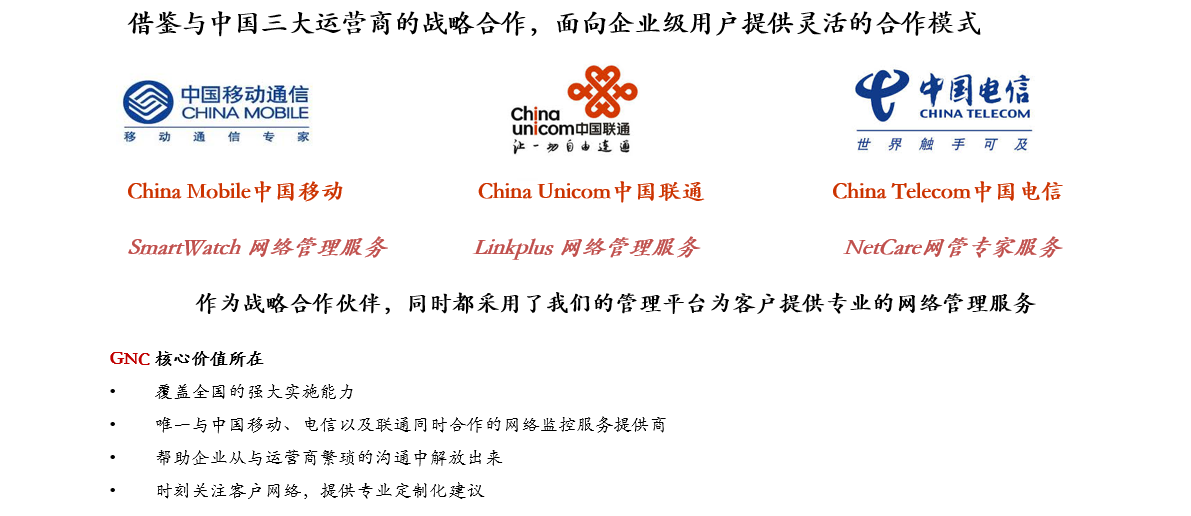 借鉴与中国三大运营商的战略合作，面向企业级用户提供灵活的合作模式
中国移动通信
CHINA MOBILE
移动通信专家
China
unicom中国联通
让一切自由连通
中国电信
CHINA TELECOM
世界触手可及
China Mobile中国移动
China Unicom中国联通
China Telecom中国电信
SmartWatch 网络管理服务
Linkplus 网络管理服务
NetCare网管专家服务
作为战略合作伙伴，同时都采用了我们的管理平台为客户提供专业的网络管理服务
GNC 核心价值所在
• 覆盖全国的强大实施能力
• 唯一与中国移动、电信以及联通同时合作的网络监控服务提供商
• 帮助企业从与运营商繁琐的沟通中解放出来
• 时刻关注客户网络，提供专业定制化建议